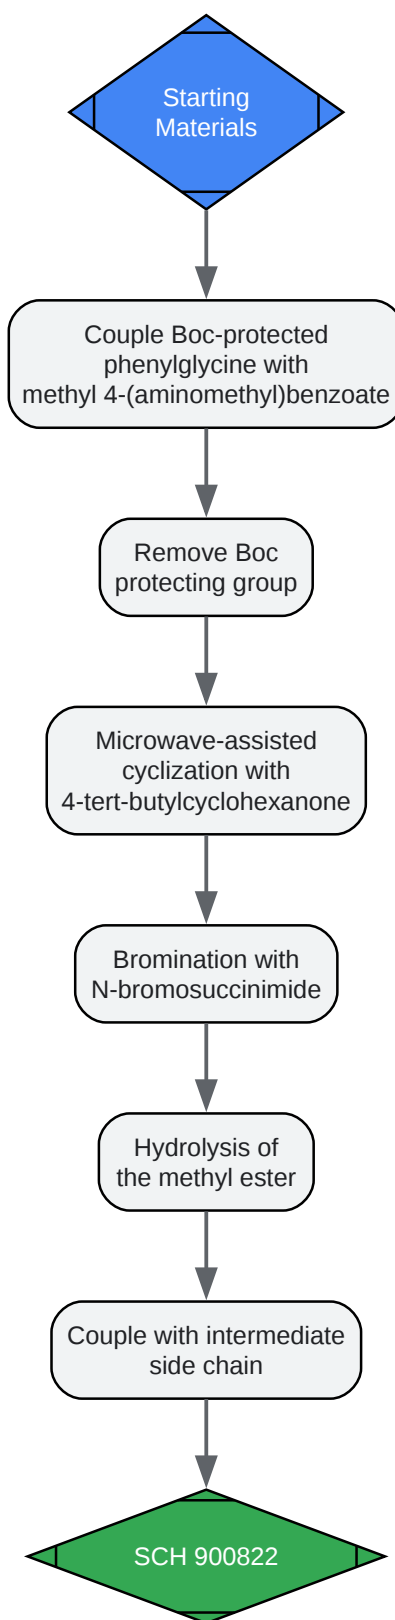 Starting
Materials
Couple Boc-protected
phenylglycine with
methyl 4-(aminomethyl)benzoate
Remove Boc
protecting group
Microwave-assisted
cyclization with
4-tert-butylcyclohexanone
Bromination with
N-bromosuccinimide
Hydrolysis of
the methyl ester
Couple with intermediate
side chain
SCH 900822